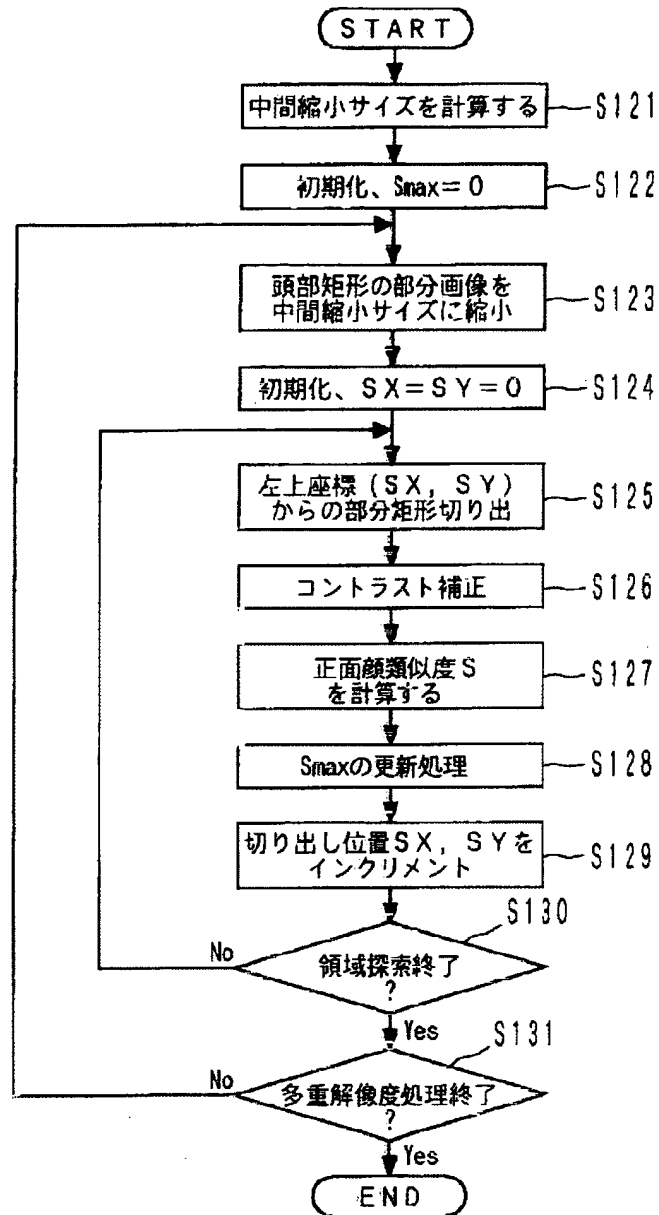 START
中間縮小サイズを計算する
S121
初期化、Smax=0
S122
頭部矩形の部分画像を
中間縮小サイズに縮小
S123
初期化、SX=SY=0
S124
左上座標(SX,SY)
からの部分矩形切り出
S125
コントラスト補正
S126
正面顔類似度S
を計算する
S127
Smaxの更新処理
S128
切り出し位置SX,SYを
インクリメント
S129
S130
No
領域探索終了
?
Yes
S131
No
多重解像度処理終了
?
Yes
END